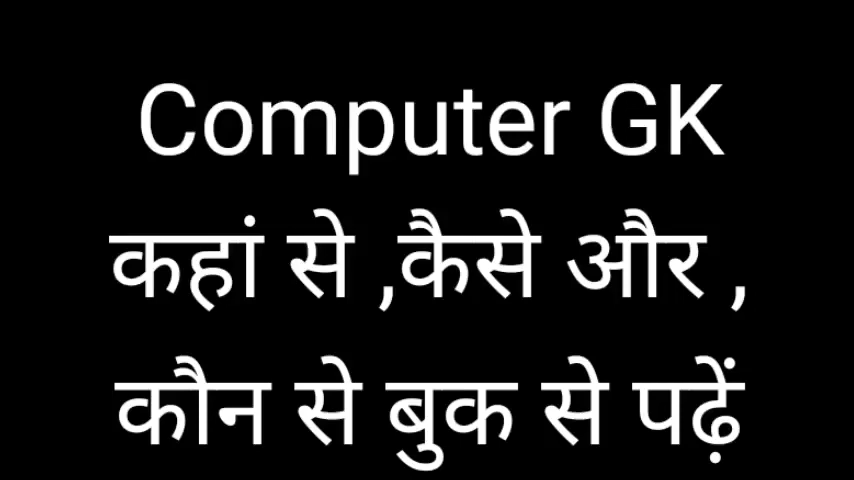 Computer GK
कहां से ,कैसे और ,
कौन से बुक से पढ़ें